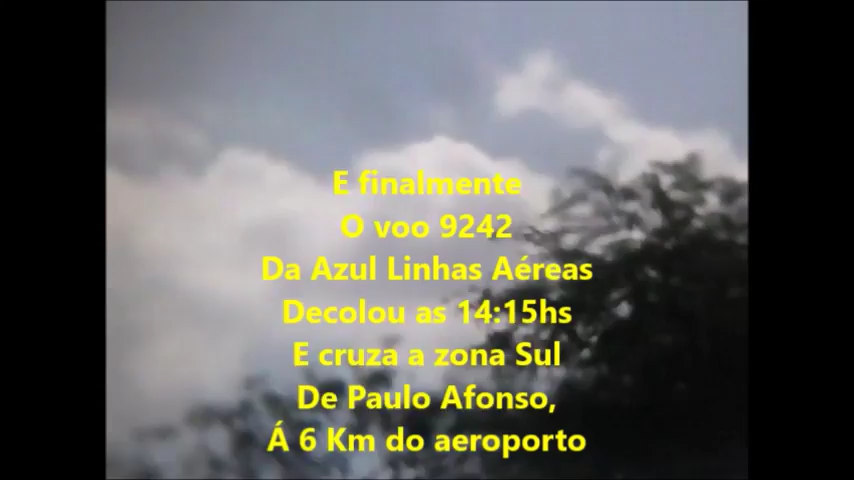 E finalmente
O voo 9242
Da Azul Linhas Aéreas
Decolou as 14:15hs
E cruza a zona Sul
De Paulo Afonso,
Á 6 Km do aeroporto